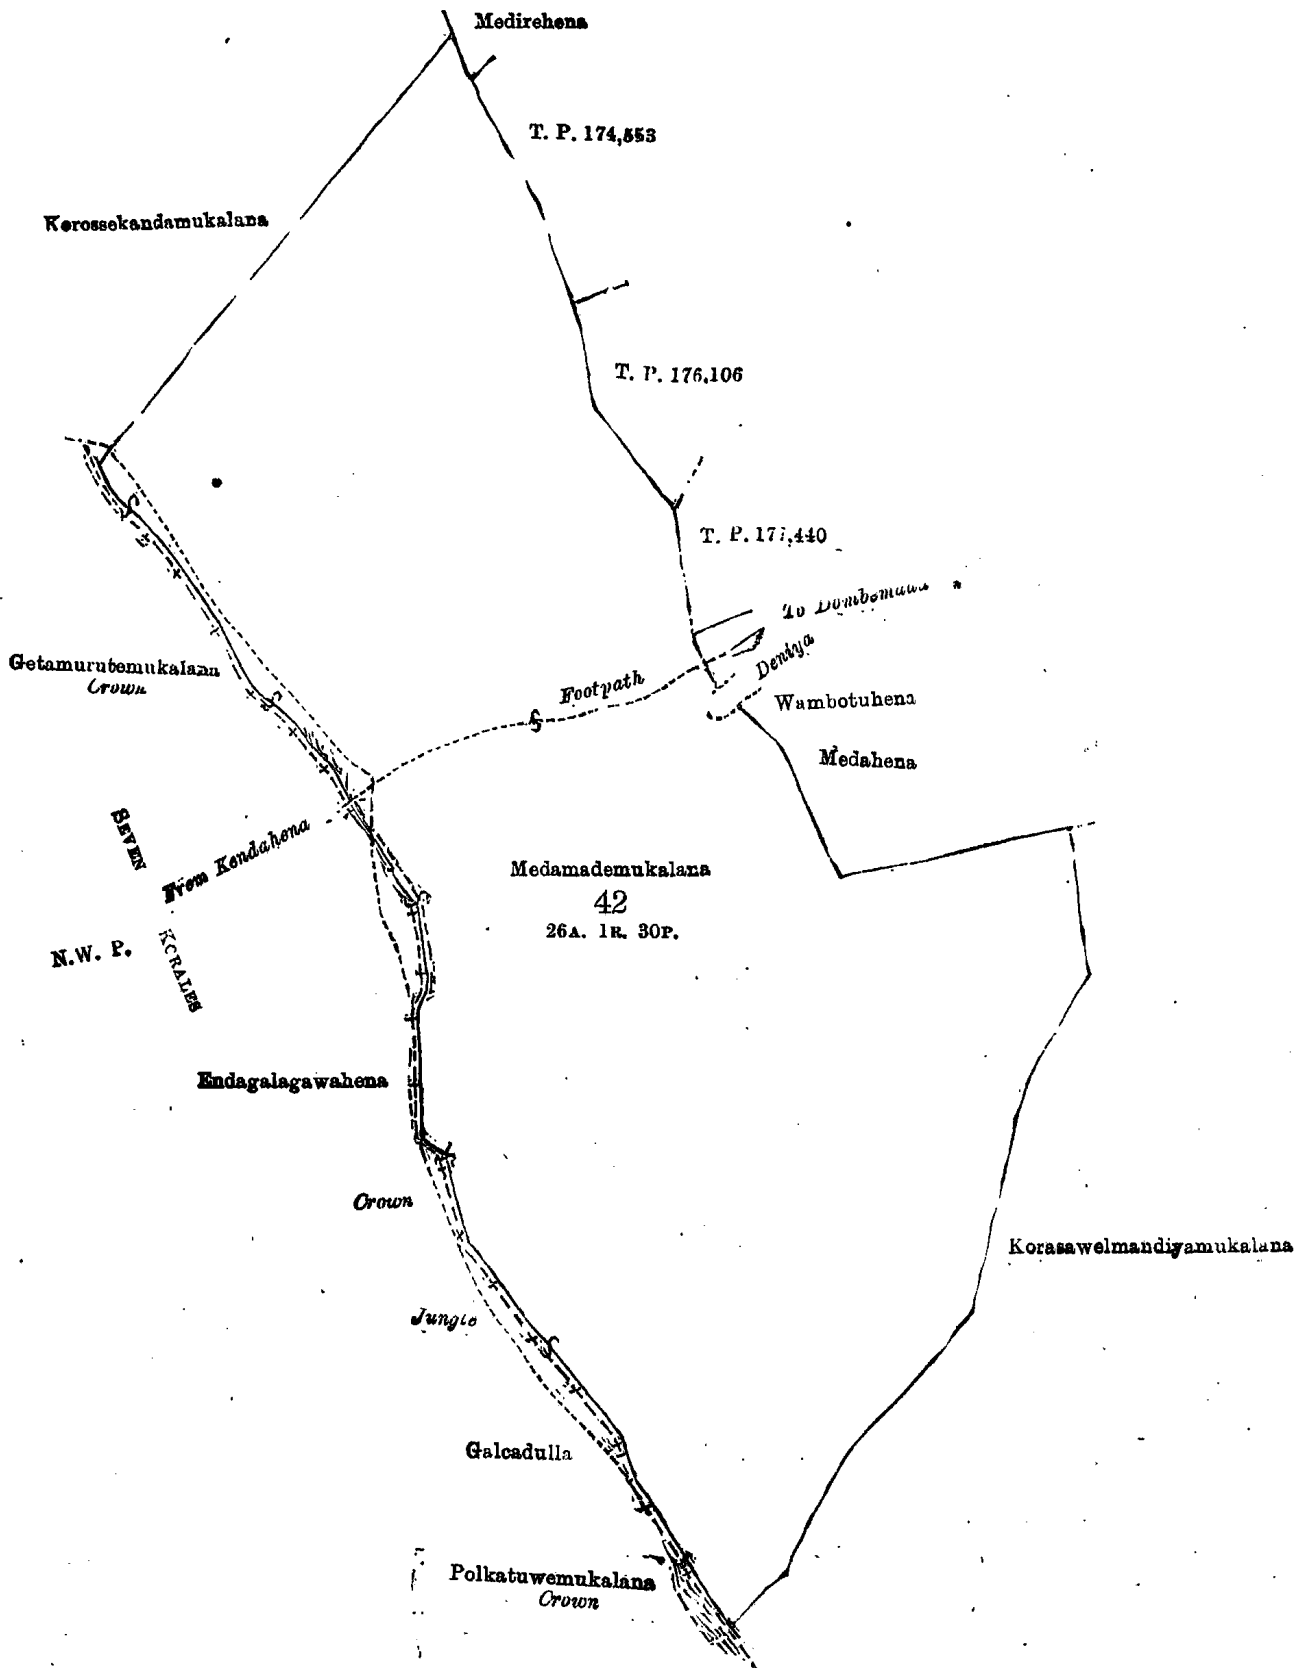 Medirehena
T. P. 174,553
Kerossekandamukalana
T. P. 176,106
T. P. 177,440
To
Deniya
Footpath
Getamurutemukalana
Crown
Wambotuhena
Medahena
SEVEN
From Kendahena
Medamademukalana
42
26A. 1R. 30P.
N.W. P.
KORALES
Endagalagawahena
Crown
Korasawelmandiyamukalana
Jungle
Galcadulla
Polkatuwemukalana
Crown